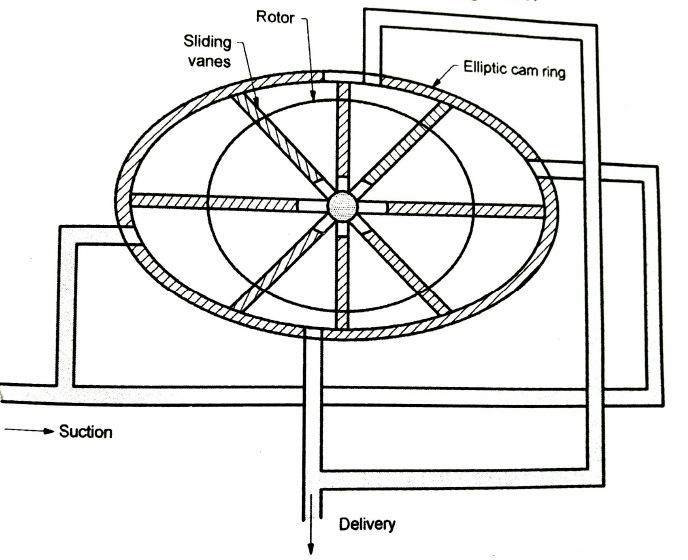 Rotor
Sliding
vanes
Elliptic cam ring
Suction
Delivery